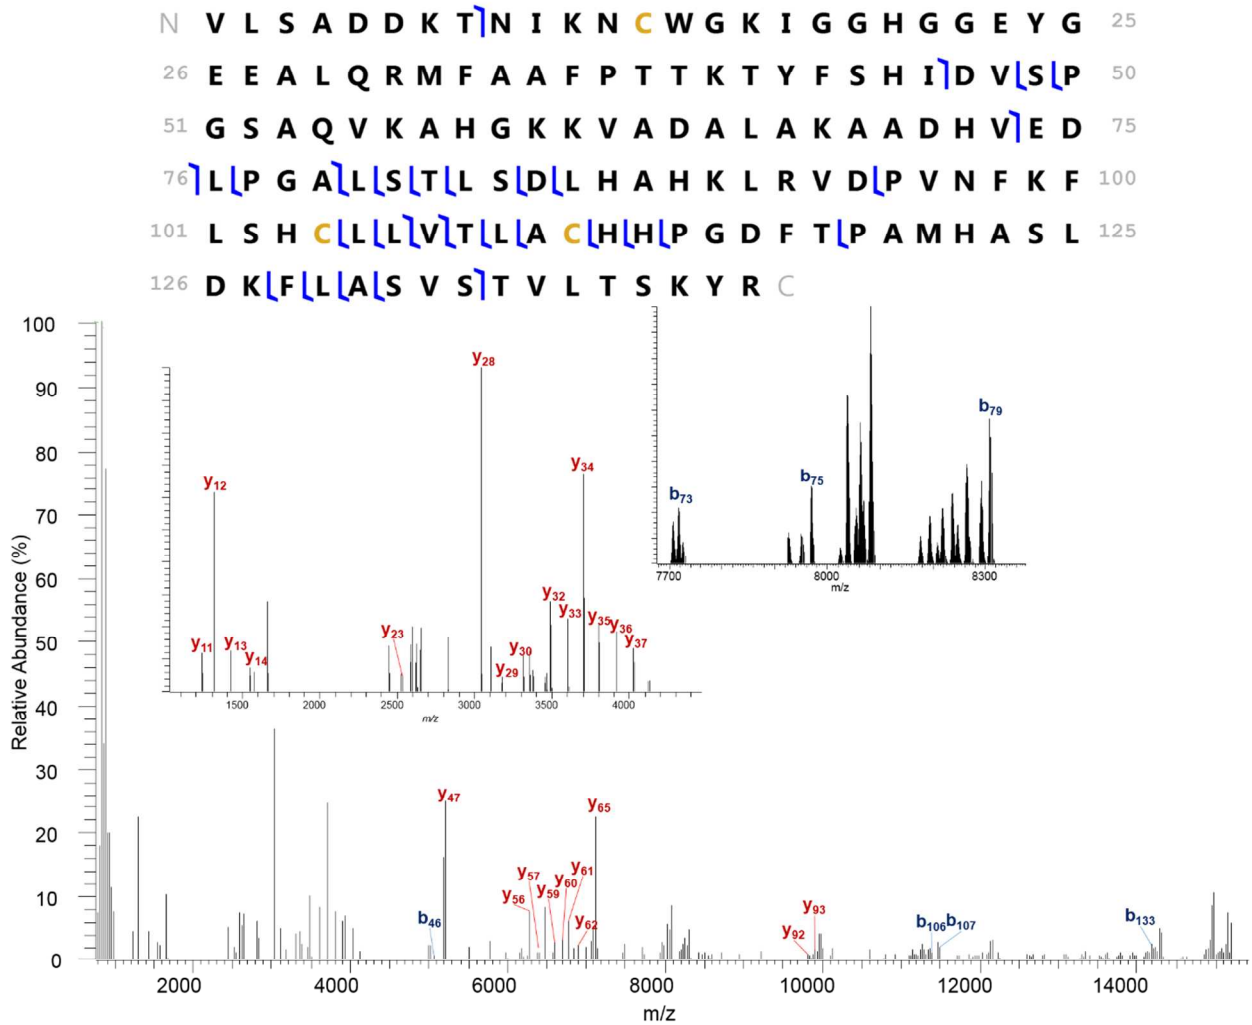 N V L S A D D K T N I K N C W G K I G G H G G E Y G 25
26 E E A L Q R M F A A F P T T K T Y F S H I D V S P 50
51 G S A Q V K A H G K K V A D A L A K A A D H V E D 75
76 L P G A L S T L S D L H A H K L R V D P V N F K F 100
101 L S H C L L V T L A C H H P G D F T P A M H A S L 125
126 D K F L A S V S T V L T S K Y R C
100
90
80
70
60
50
40
30
20
10
0
Relative Abundance (%)
y28
y12
y34
y32
y33
y35
y36
y37
y11
y13
y14
y23
y30
y29
1500 2000 2500 3000 3500 4000
m/z
b79
b75
b73
7700 8000 8300
m/z
y47
y65
y61
y57
y60
y59
y56
y62
b46
y93
y92
b106 b107
b133
2000 4000 6000 8000 10000 12000 14000
m/z